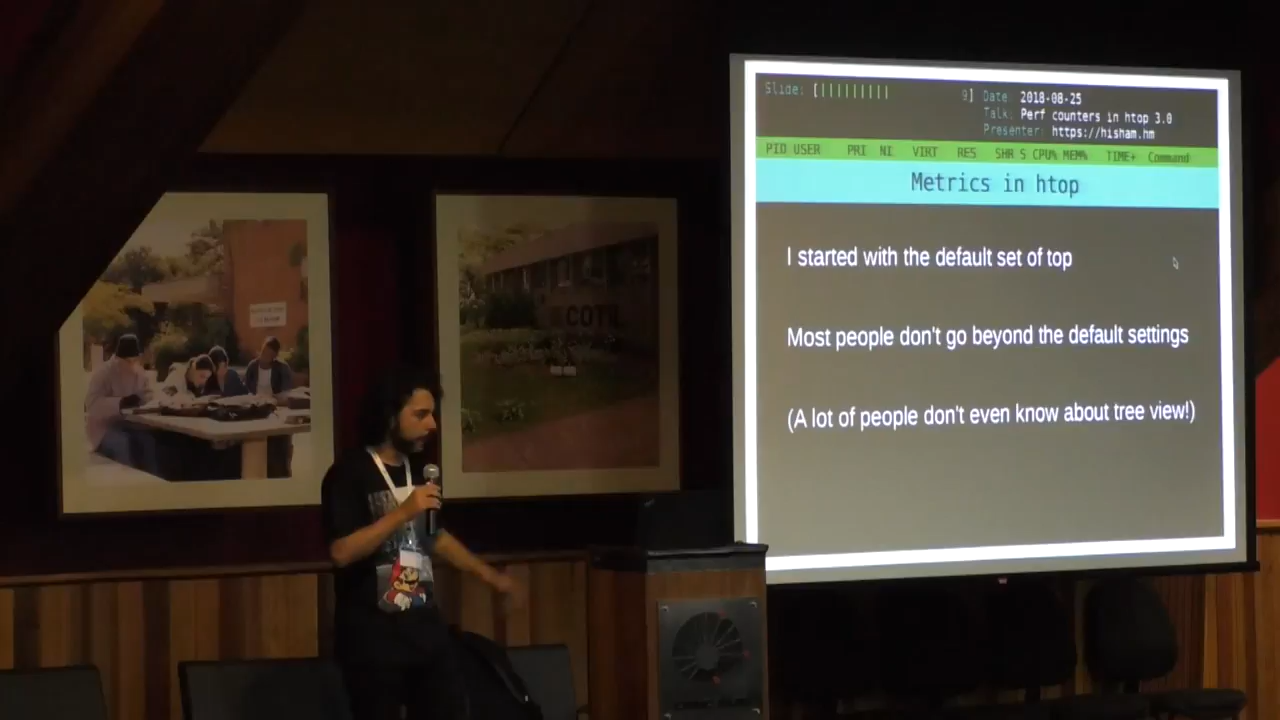 Slide: [||||||||| 9]
Date: 2018-08-25
Talk: Perf counters in htop 3.0
Presenter: https://hisham.hm
PID USER PRI NI VIRT RES SHR S CPU% MEM% TIME+ Command
Metrics in htop
I started with the default set of top
Most people don't go beyond the default settings
(A lot of people don't even know about tree view!)
COTI